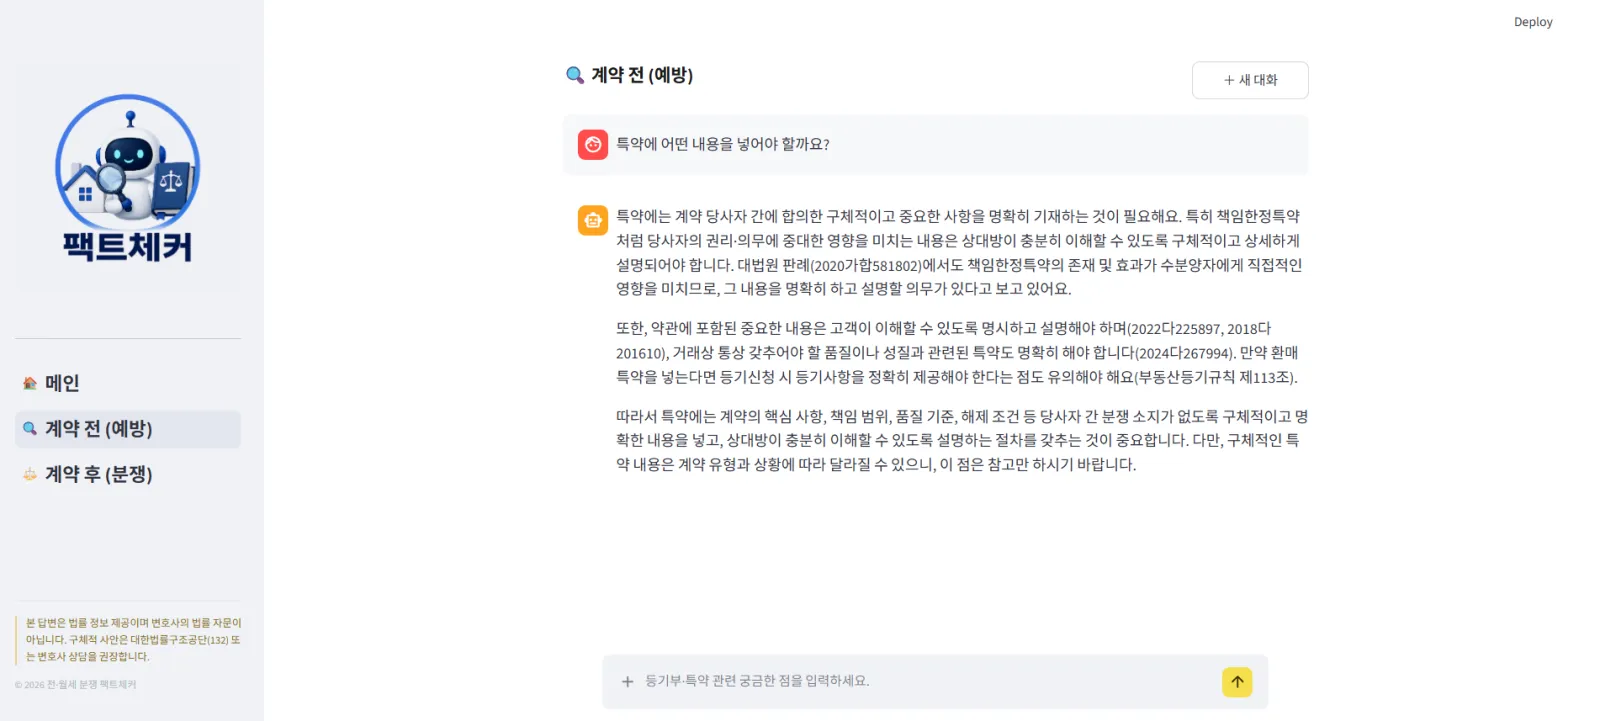 Deploy
팩트체커
메인
계약 전 (예방)
계약 후 (분쟁)
본 답변은 법률 정보 제공이며 변호사의 법률 자문이
아닙니다. 구체적 사안은 대한법률구조공단(132) 또
는 변호사 상담을 권장합니다.
© 2026 전·월세 분쟁 팩트체커
계약 전 (예방)
+ 새 대화
특약에 어떤 내용을 넣어야 할까요?
특약에는 계약 당사자 간에 합의한 구체적이고 중요한 사항을 명확히 기재하는 것이 필요해요. 특히 책임한정특약
처럼 당사자의 권리·의무에 중대한 영향을 미치는 내용은 상대방이 충분히 이해할 수 있도록 구체적이고 상세하게
설명되어야 합니다. 대법원 판례(2020가합581802)에서도 책임한정특약의 존재 및 효과가 수분양자에게 직접적인
영향을 미치므로, 그 내용을 명확히 하고 설명할 의무가 있다고 보고 있어요.
또한, 약관에 포함된 중요한 내용은 고객이 이해할 수 있도록 명시하고 설명해야 하며(2022다225897, 2018다
201610), 거래상 통상 갖추어야 할 품질이나 성질과 관련된 특약도 명확히 해야 합니다(2024다267994). 만약 환매
특약을 넣는다면 등기신청 시 등기사항을 정확히 제공해야 한다는 점도 유의해야 해요(부동산등기규칙 제113조).
따라서 특약에는 계약의 핵심 사항, 책임 범위, 품질 기준, 해제 조건 등 당사자 간 분쟁 소지가 없도록 구체적이고 명
확한 내용을 넣고, 상대방이 충분히 이해할 수 있도록 설명하는 절차를 갖추는 것이 중요합니다. 다만, 구체적인 특
약 내용은 계약 유형과 상황에 따라 달라질 수 있으니, 이 점은 참고만 하시기 바랍니다.
등기부·특약 관련 궁금한 점을 입력하세요.